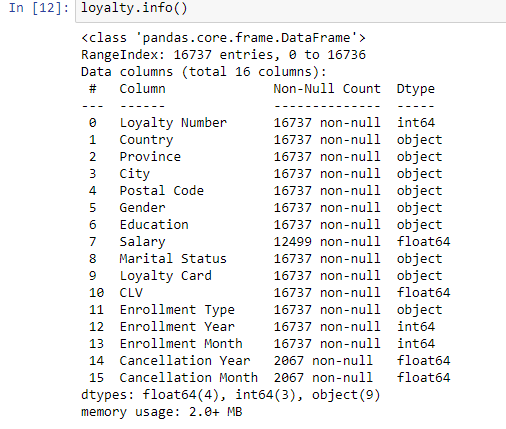 In [12]: loyalty.info()
<class 'pandas.core.frame.DataFrame'>
RangeIndex: 16737 entries, 0 to 16736
Data columns (total 16 columns):
 #   Column              Non-Null Count  Dtype
---  ------              --------------  -----
 0   Loyalty Number      16737 non-null  int64
 1   Country             16737 non-null  object
 2   Province            16737 non-null  object
 3   City                16737 non-null  object
 4   Postal Code         16737 non-null  object
 5   Gender              16737 non-null  object
 6   Education           16737 non-null  object
 7   Salary              12499 non-null  float64
 8   Marital Status      16737 non-null  object
 9   Loyalty Card        16737 non-null  object
 10  CLV                 16737 non-null  float64
 11  Enrollment Type     16737 non-null  object
 12  Enrollment Year     16737 non-null  int64
 13  Enrollment Month    16737 non-null  int64
 14  Cancellation Year   2067 non-null   float64
 15  Cancellation Month  2067 non-null   float64
dtypes: float64(4), int64(3), object(9)
memory usage: 2.0+ MB